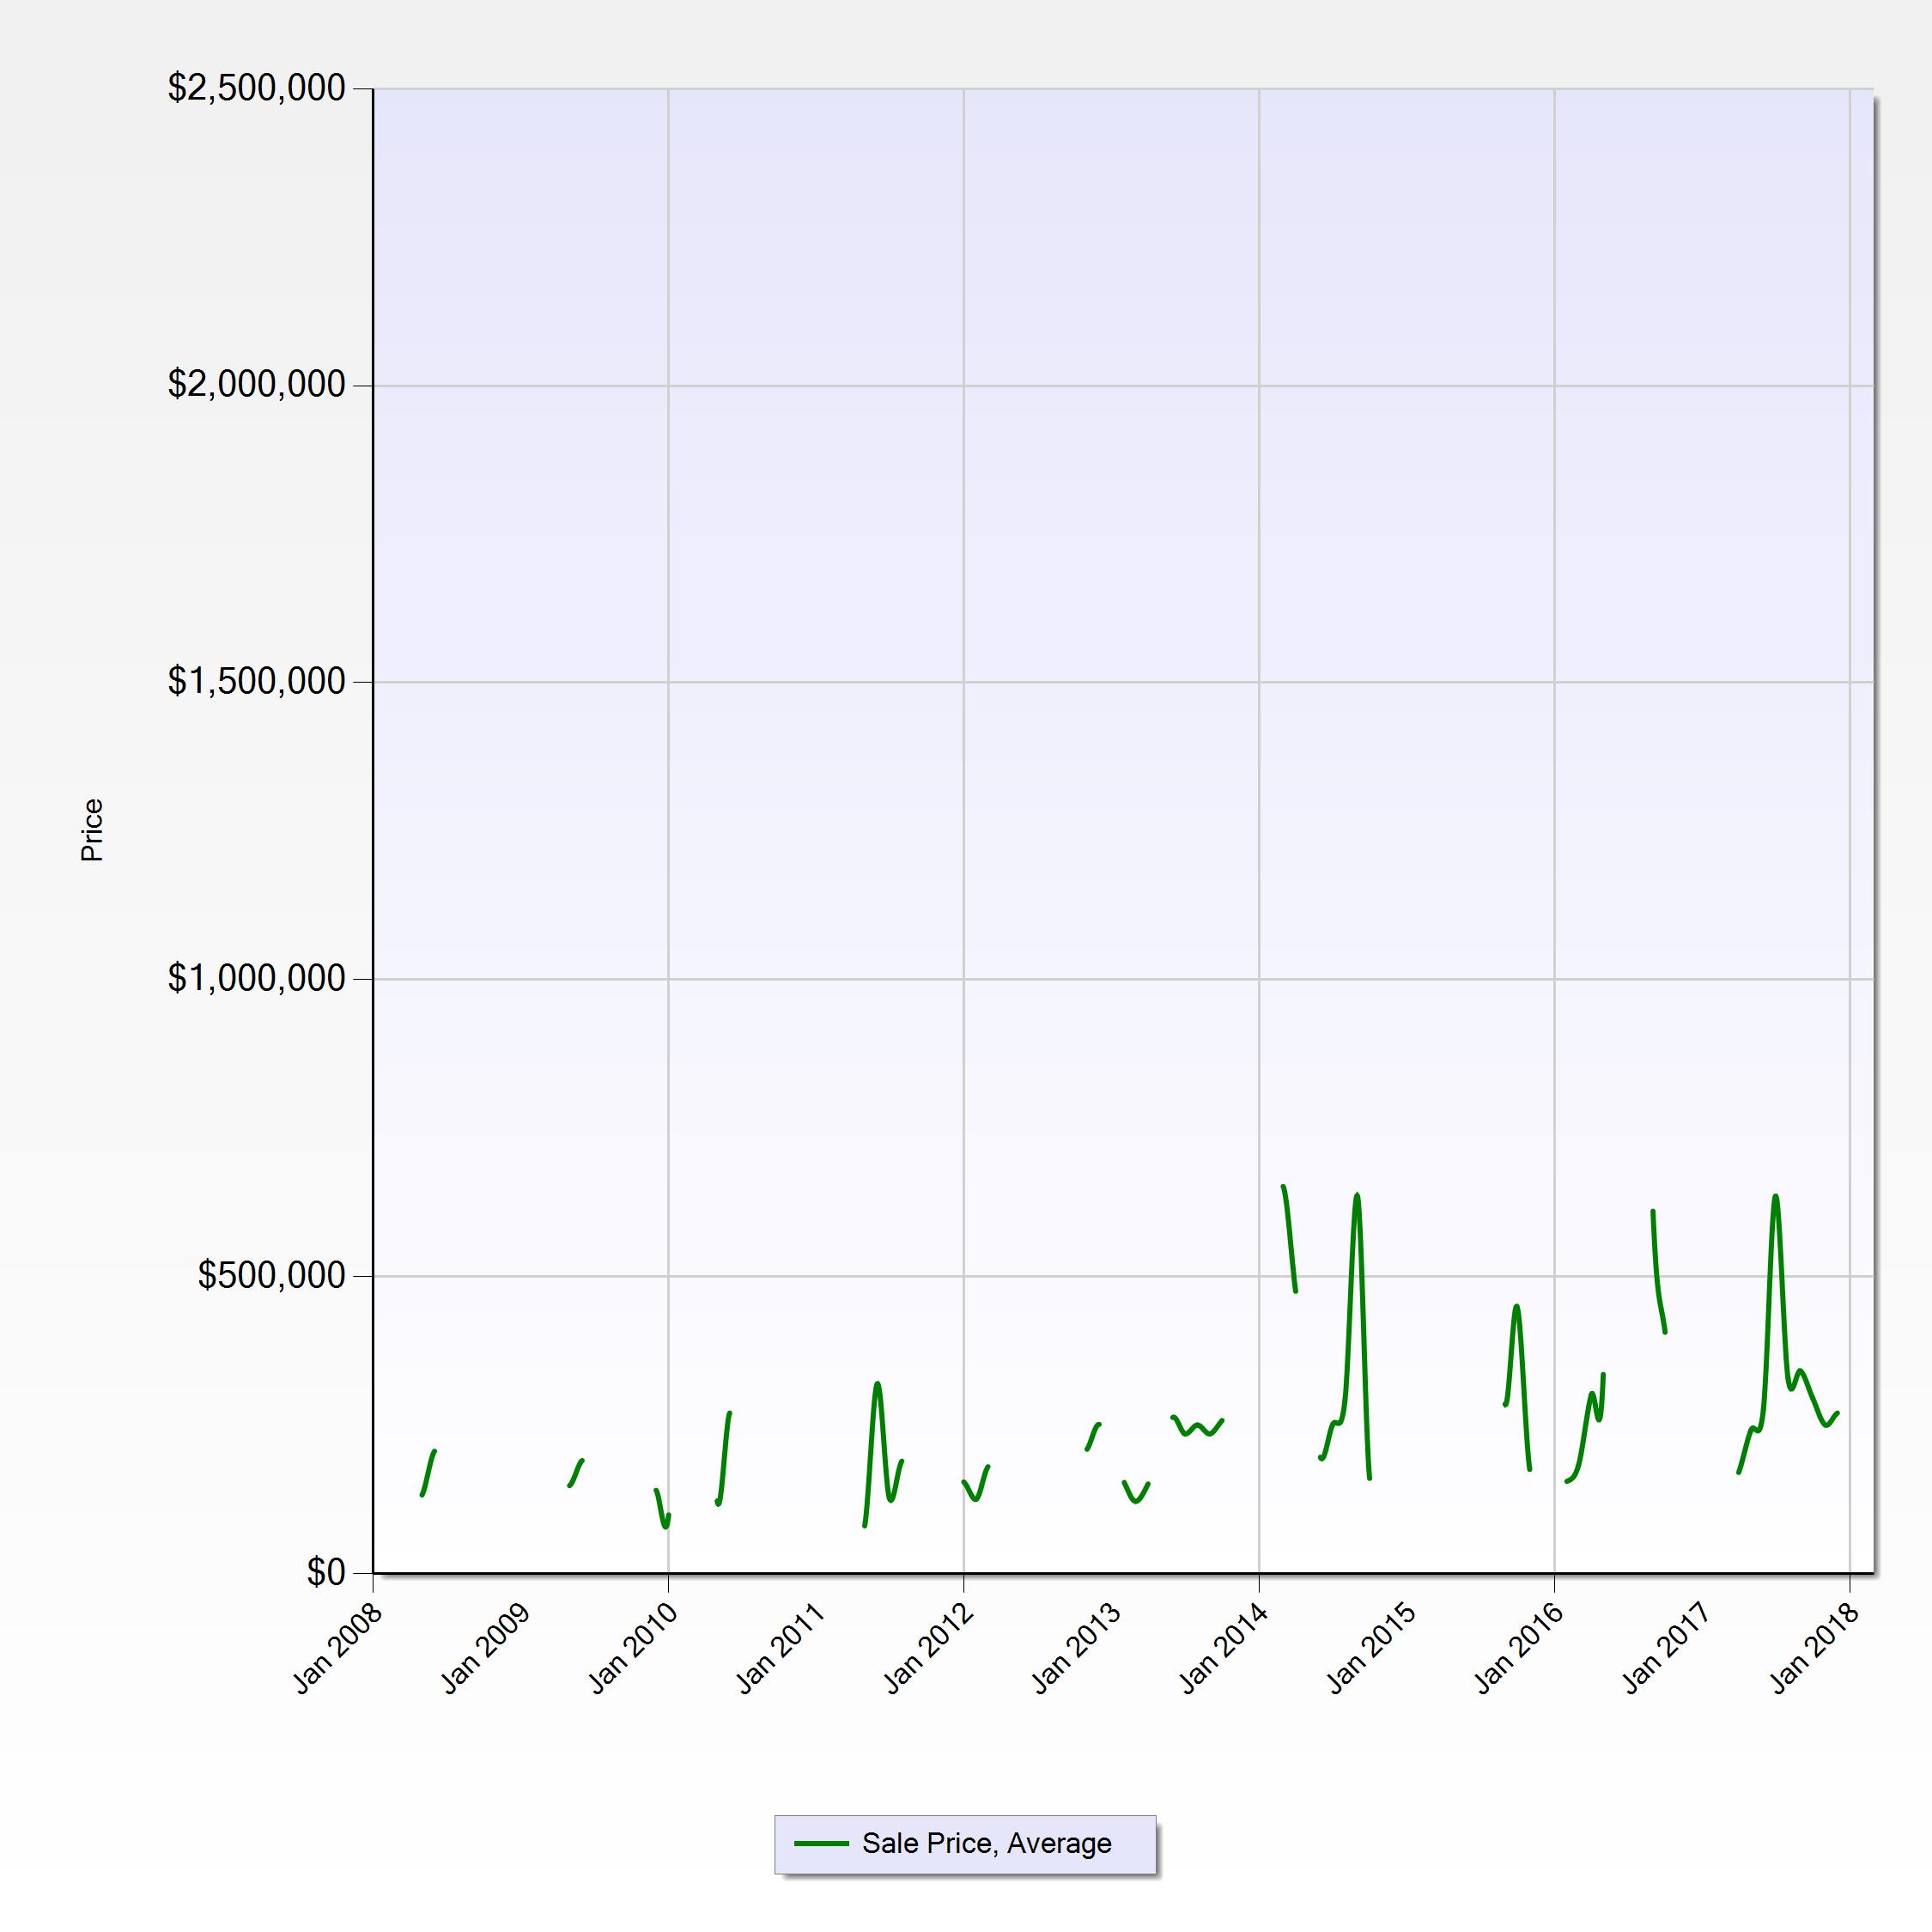 $2,500,000
$2,000,000
$1,500,000
$1,000,000
$500,000
$0
Price
Jan 2008
Jan 2009
Jan 2010
Jan 2011
Jan 2012
Jan 2013
Jan 2014
Jan 2015
Jan 2016
Jan 2017
Jan 2018
Sale Price, Average